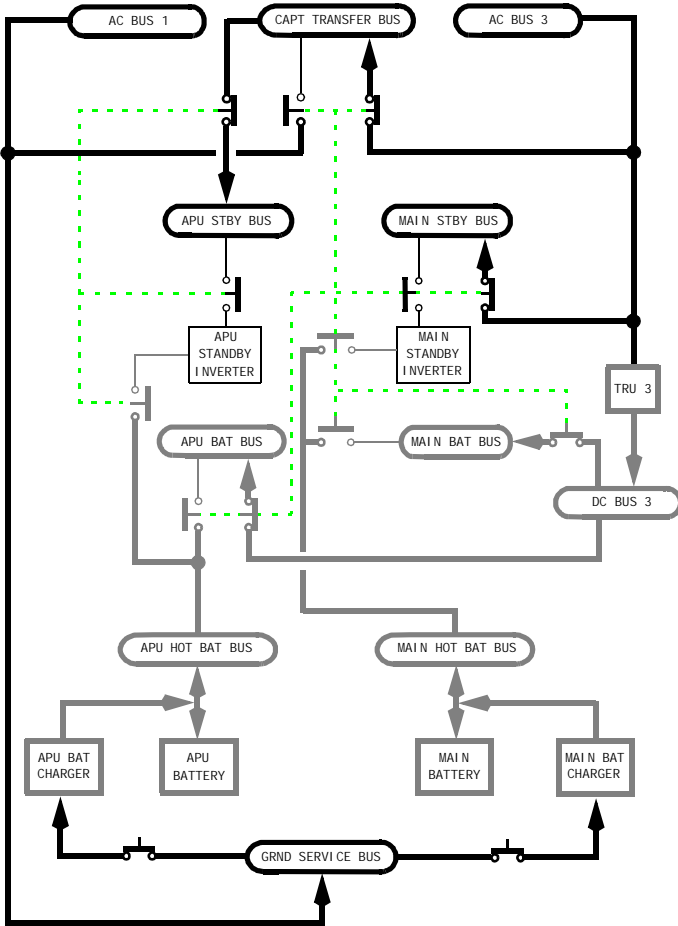 AC BUS 1
CAPT TRANSFER BUS
AC BUS 3
APU STBY BUS
MAIN STBY BUS
APU
STANDBY
INVERTER
MAIN
STANDBY
INVERTER
TRU 3
APU BAT BUS
MAIN BAT BUS
DC BUS 3
APU HOT BAT BUS
MAIN HOT BAT BUS
APU BAT
CHARGER
APU
BATTERY
MAIN
BATTERY
MAIN BAT
CHARGER
GRND SERVICE BUS